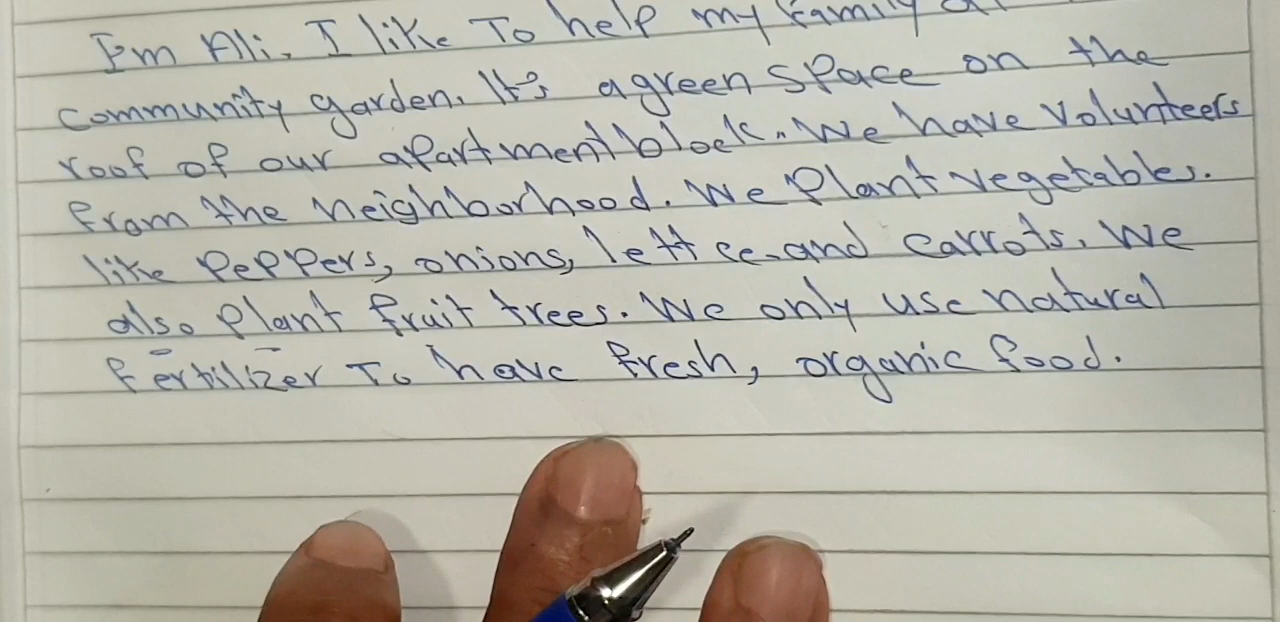 I'm Ali. I like To help my family at
community garden. It's a green space on the
roof of our apartment block. We have volunteers
from the neighborhood. We plant vegetables.
like peppers, onions, lettce and carrots. We
also plant fruit trees. We only use natural
fertilizer To have fresh, organic food.